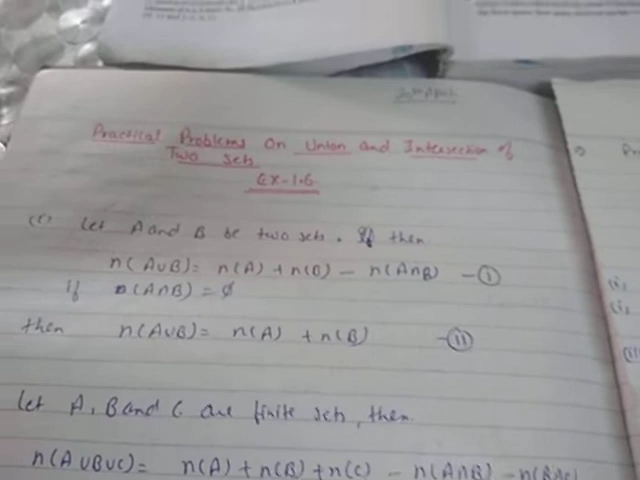 Practical Problems On Union and Intersection of
Two sets
EX-1.6
(i) Let A and B be two sets. If then
n(A∪B)= n(A) + n(B) - n(A∩B) -(I)
if n(A∩B) = φ
then n(A∪B)= n(A) + n(B) -(II)
Let A, B and C are finite sets, then
n(A∪B∪C)= n(A) + n(B) + n(C) - n(A∩B) - n(B∩C)